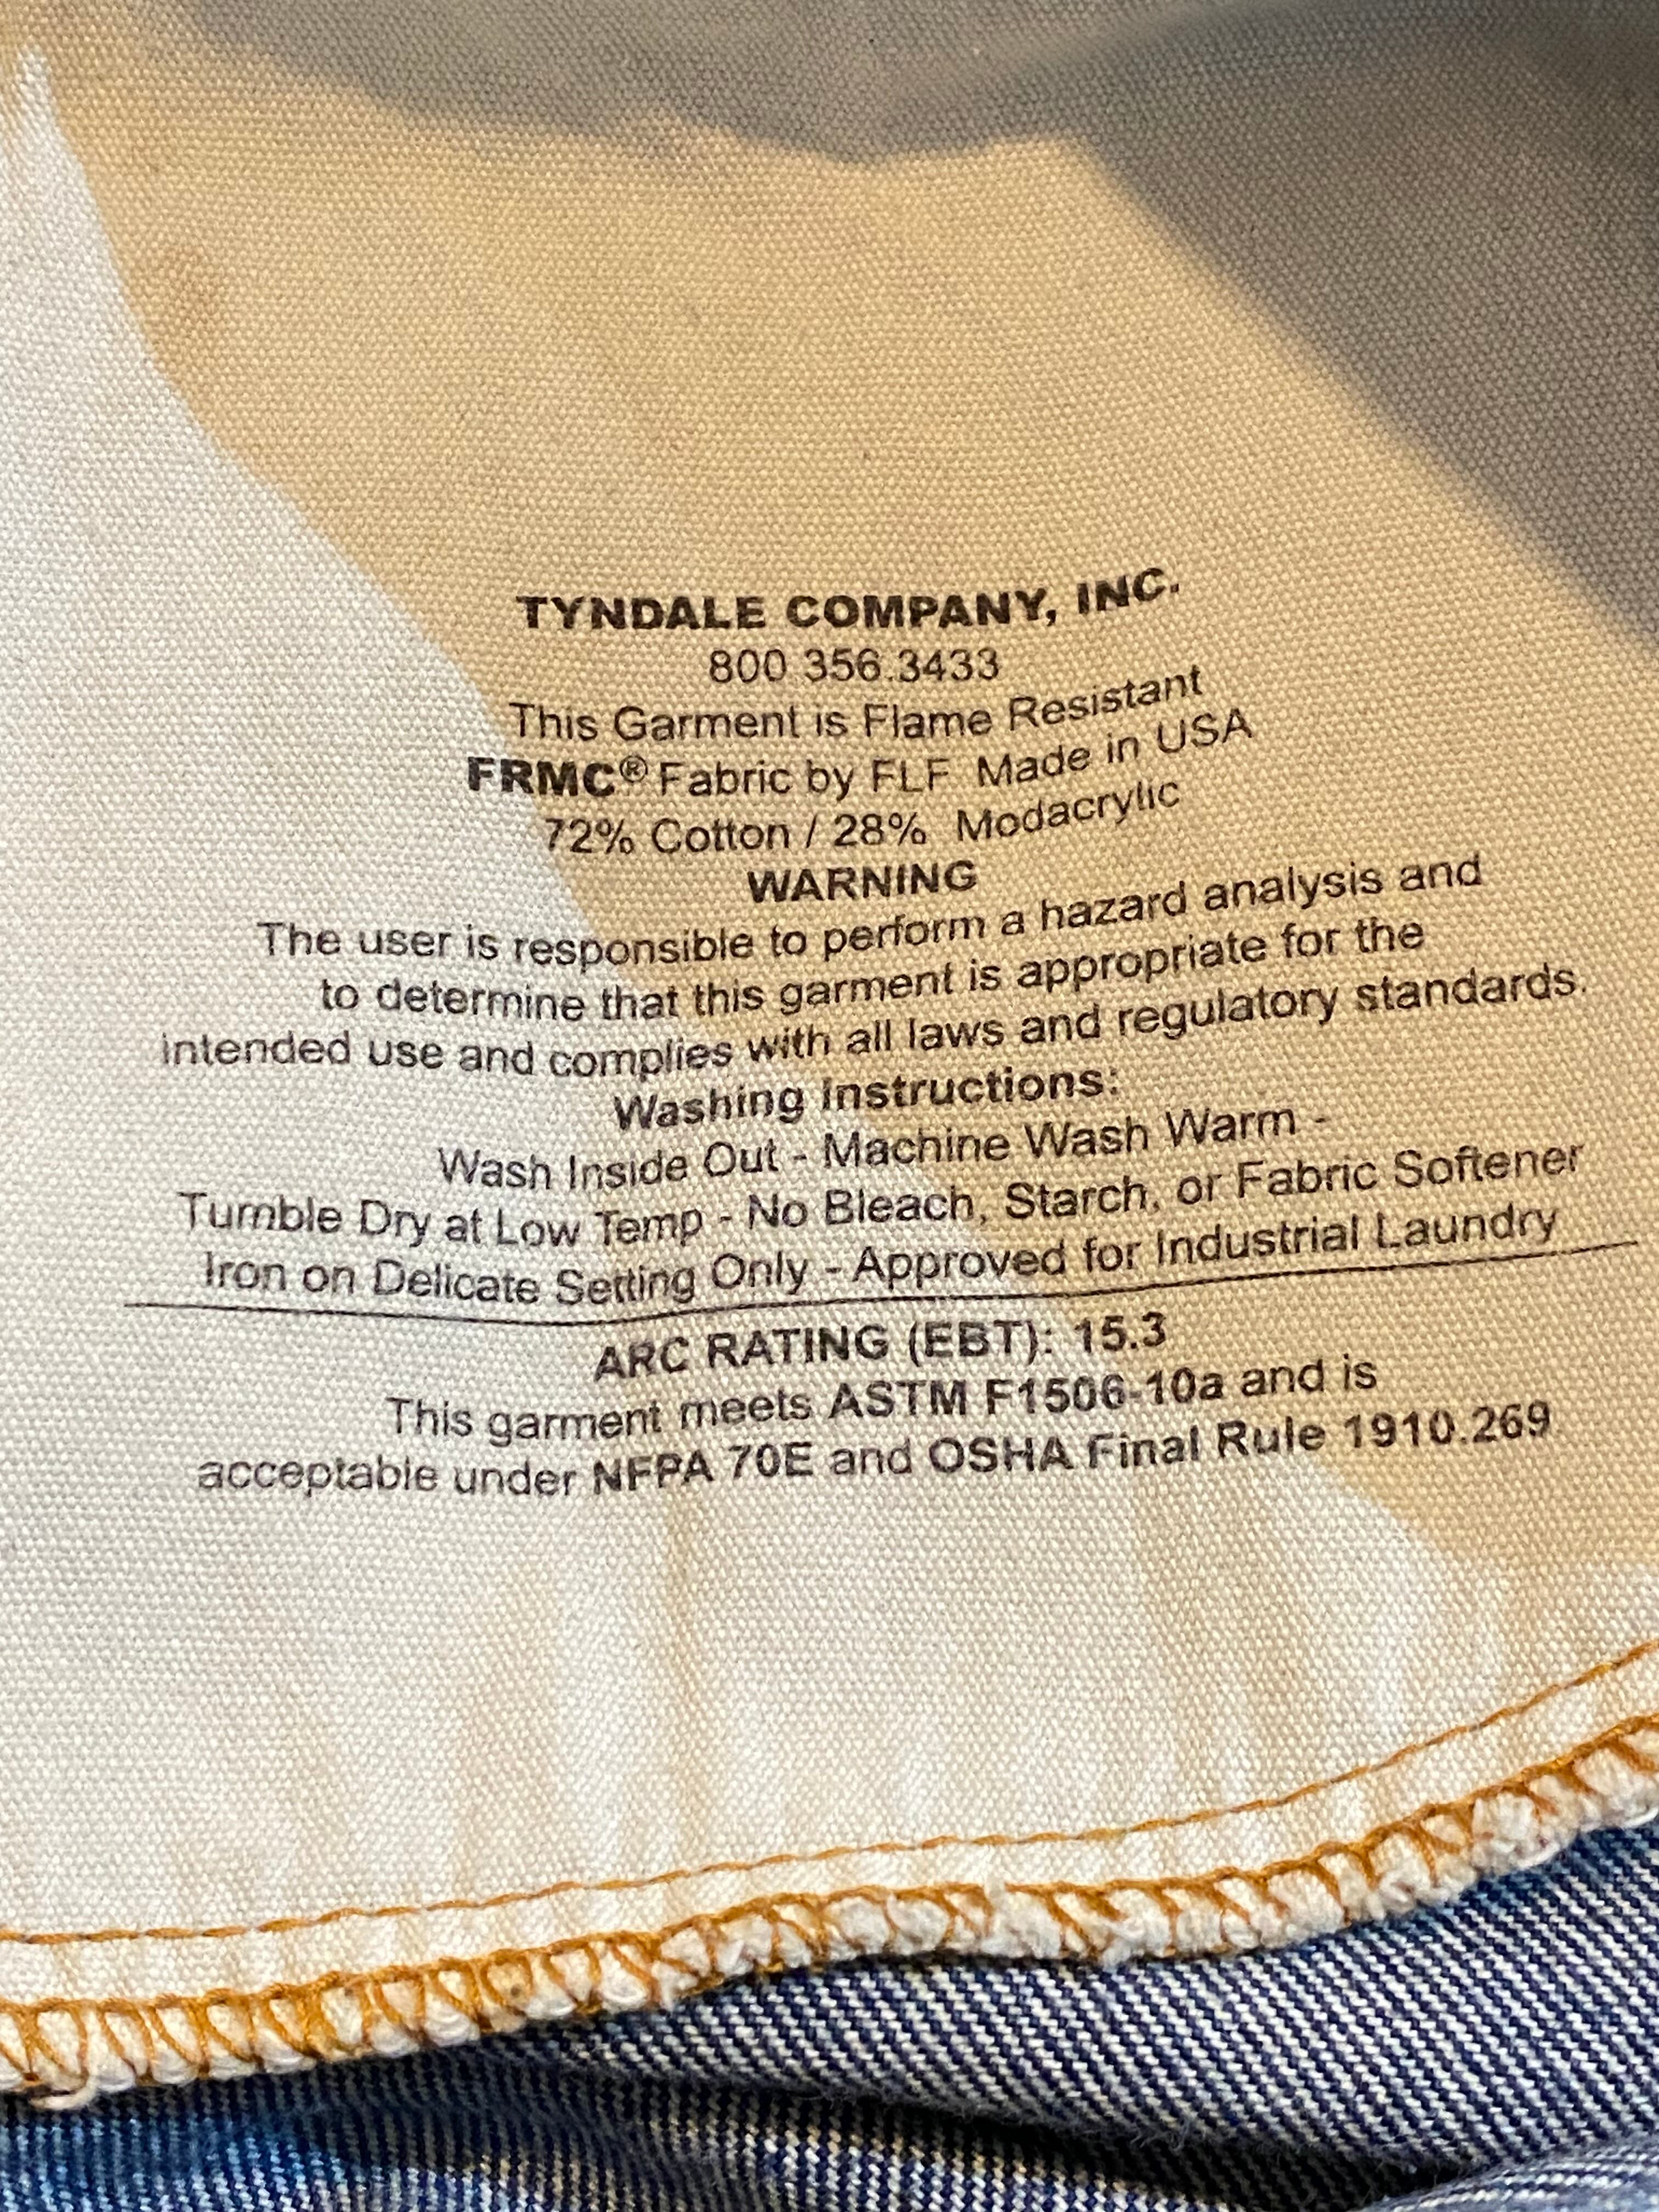 TYNDALE COMPANY, INC.
800 356.3433
This Garment is Flame Resistant
FRMC® Fabric by FLF Made in USA
72% Cotton / 28% Modacrylic
WARNING
The user is responsible to perform a hazard analysis and
to determine that this garment is appropriate for the
intended use and complies with all laws and regulatory standards.
Washing Instructions:
Wash Inside Out - Machine Wash Warm -
Tumble Dry at Low Temp - No Bleach, Starch, or Fabric Softener
Iron on Delicate Setting Only - Approved for Industrial Laundry
ARC RATING (EBT): 15.3
This garment meets ASTM F1506-10a and is
acceptable under NFPA 70E and OSHA Final Rule 1910.269